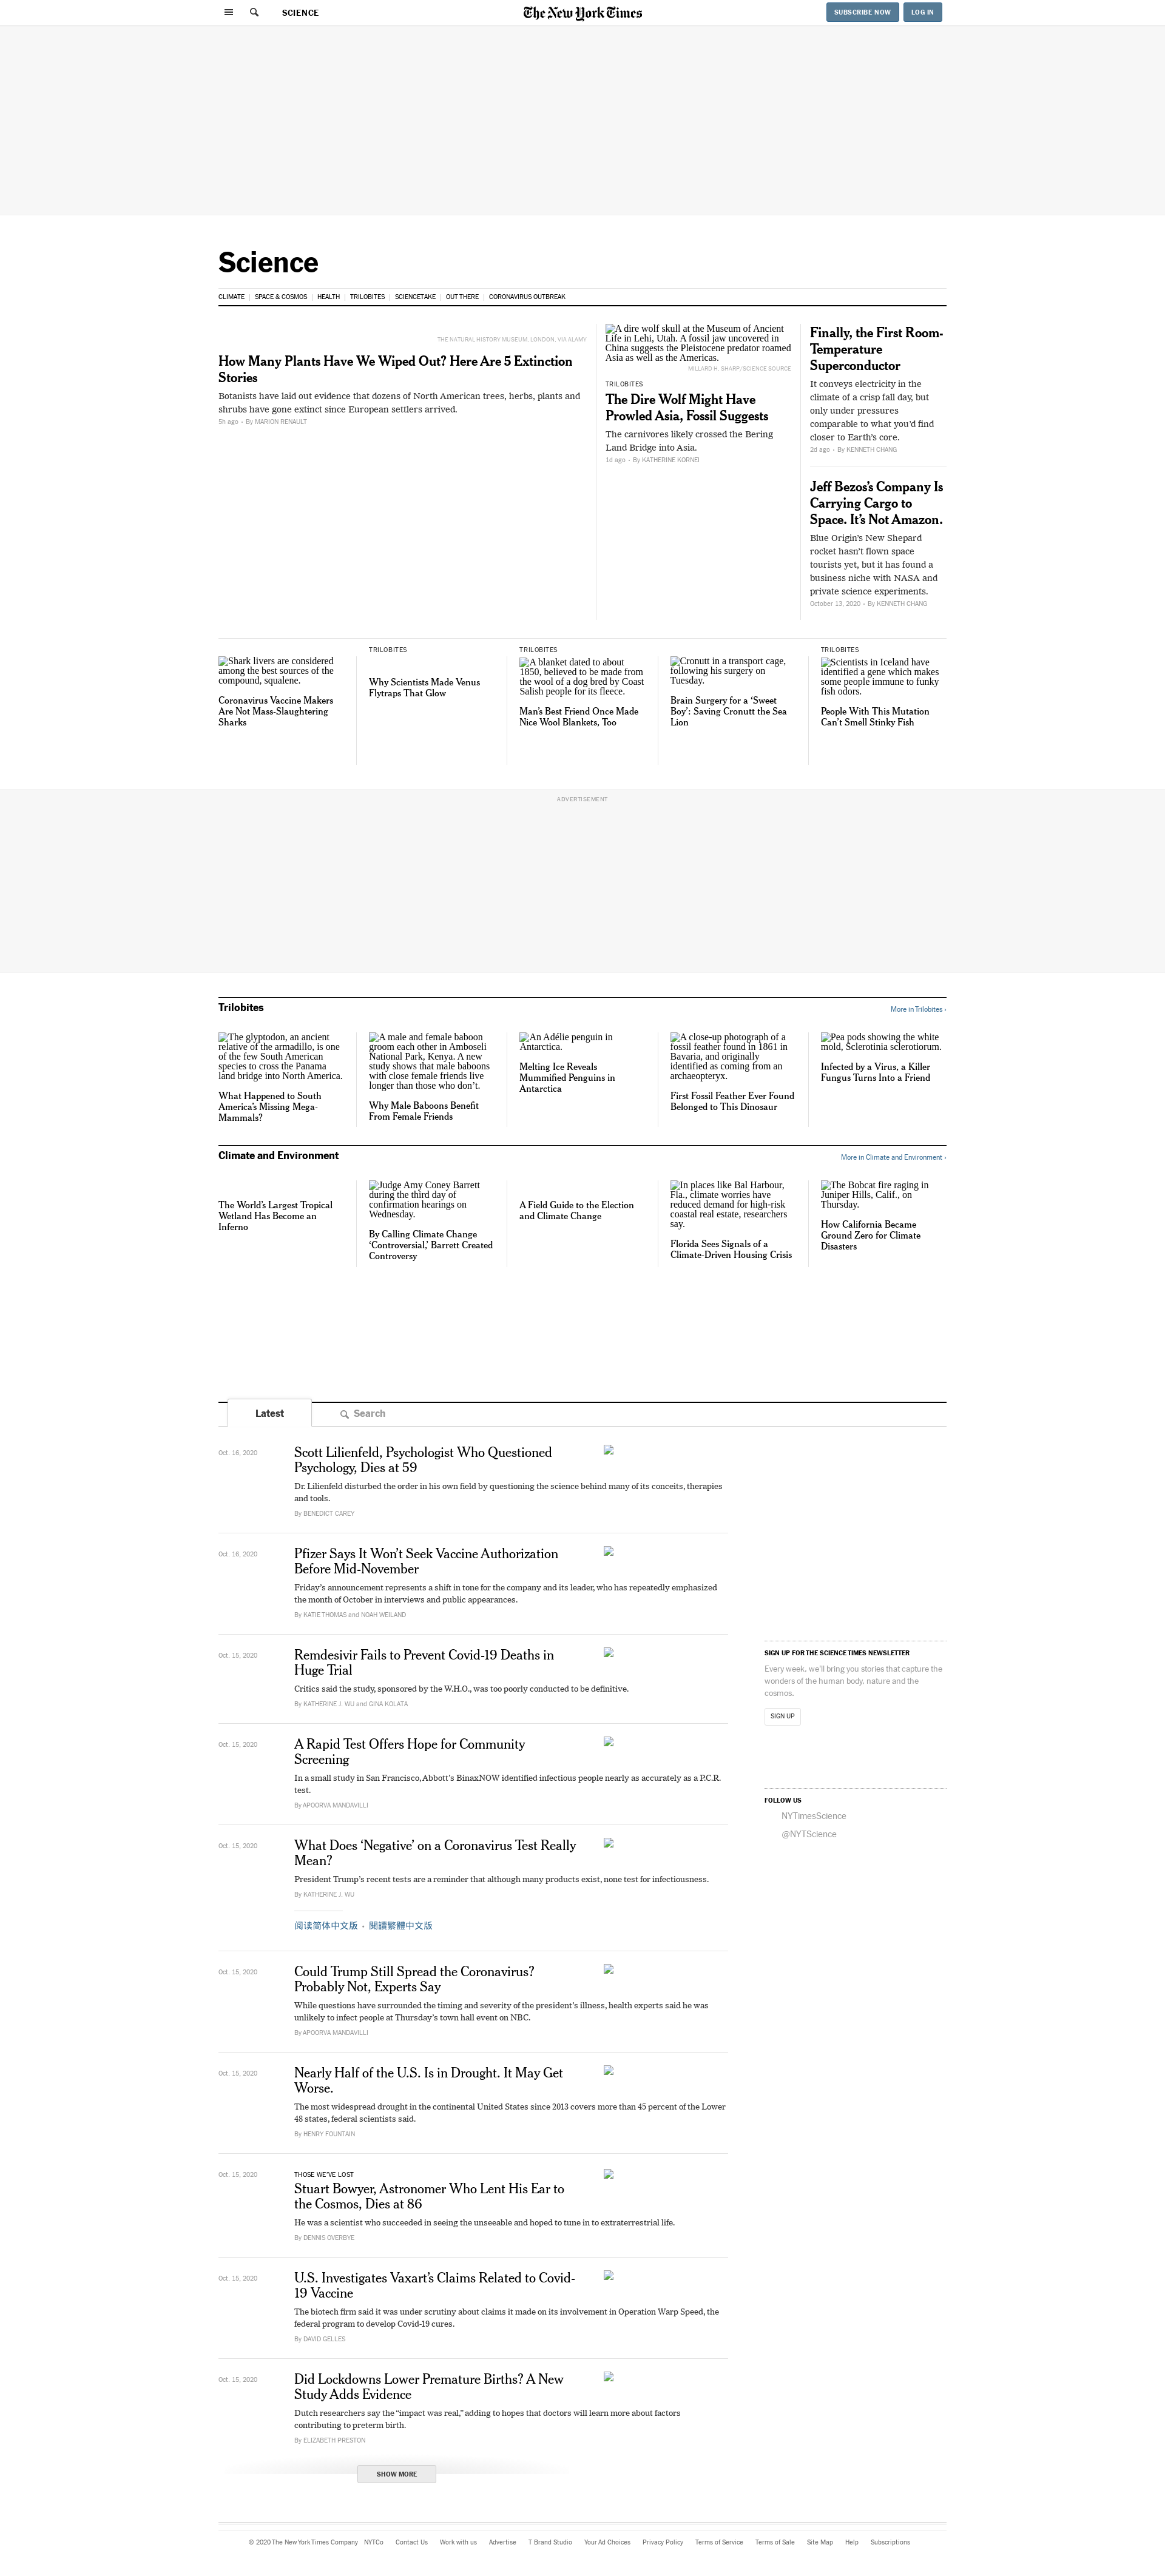 SCIENCE
The New York Times
SUBSCRIBE NOW
LOG IN
Science
CLIMATE
SPACE & COSMOS
HEALTH
TRILOBITES
SCIENCETAKE
OUT THERE
CORONAVIRUS OUTBREAK
THE NATURAL HISTORY MUSEUM, LONDON, VIA ALAMY
How Many Plants Have We Wiped Out? Here Are 5 Extinction
Stories
Botanists have laid out evidence that dozens of North American trees, herbs, plants and
shrubs have gone extinct since European settlers arrived.
5h ago • By MARION RENAULT
A dire wolf skull at the Museum of Ancient
Life in Lehi, Utah. A fossil jaw uncovered in
China suggests the Pleistocene predator roamed
Asia as well as the Americas.
MILLARD H. SHARP/SCIENCE SOURCE
TRILOBITES
The Dire Wolf Might Have
Prowled Asia, Fossil Suggests
The carnivores likely crossed the Bering
Land Bridge into Asia.
1d ago • By KATHERINE KORNEI
Finally, the First Room-
Temperature
Superconductor
It conveys electricity in the
climate of a crisp fall day, but
only under pressures
comparable to what you’d find
closer to Earth’s core.
2d ago • By KENNETH CHANG
Jeff Bezos’s Company Is
Carrying Cargo to
Space. It’s Not Amazon.
Blue Origin’s New Shepard
rocket hasn’t flown space
tourists yet, but it has found a
business niche with NASA and
private science experiments.
October 13, 2020 • By KENNETH CHANG
Shark livers are considered
among the best sources of the
compound, squalene.
Coronavirus Vaccine Makers
Are Not Mass-Slaughtering
Sharks
TRILOBITES
Why Scientists Made Venus
Flytraps That Glow
TRILOBITES
A blanket dated to about
1850, believed to be made from
the wool of a dog bred by Coast
Salish people for its fleece.
Man’s Best Friend Once Made
Nice Wool Blankets, Too
Cronutt in a transport cage,
following his surgery on
Tuesday.
Brain Surgery for a ‘Sweet
Boy’: Saving Cronutt the Sea
Lion
TRILOBITES
Scientists in Iceland have
identified a gene which makes
some people immune to funky
fish odors.
People With This Mutation
Can’t Smell Stinky Fish
ADVERTISEMENT
Trilobites
More in Trilobites ›
The glyptodon, an ancient
relative of the armadillo, is one
of the few South American
species to cross the Panama
land bridge into North America.
What Happened to South
America’s Missing Mega-
Mammals?
A male and female baboon
groom each other in Amboseli
National Park, Kenya. A new
study shows that male baboons
with close female friends live
longer than those who don’t.
Why Male Baboons Benefit
From Female Friends
An Adélie penguin in
Antarctica.
Melting Ice Reveals
Mummified Penguins in
Antarctica
A close-up photograph of a
fossil feather found in 1861 in
Bavaria, and originally
identified as coming from an
archaeopteryx.
First Fossil Feather Ever Found
Belonged to This Dinosaur
Pea pods showing the white
mold, Sclerotinia sclerotiorum.
Infected by a Virus, a Killer
Fungus Turns Into a Friend
Climate and Environment
More in Climate and Environment ›
The World’s Largest Tropical
Wetland Has Become an
Inferno
Judge Amy Coney Barrett
during the third day of
confirmation hearings on
Wednesday.
By Calling Climate Change
‘Controversial,’ Barrett Created
Controversy
A Field Guide to the Election
and Climate Change
In places like Bal Harbour,
Fla., climate worries have
reduced demand for high-risk
coastal real estate, researchers
say.
Florida Sees Signals of a
Climate-Driven Housing Crisis
The Bobcat fire raging in
Juniper Hills, Calif., on
Thursday.
How California Became
Ground Zero for Climate
Disasters
Latest
Search
Oct. 16, 2020
Scott Lilienfeld, Psychologist Who Questioned
Psychology, Dies at 59
Dr. Lilienfeld disturbed the order in his own field by questioning the science behind many of its conceits, therapies
and tools.
By BENEDICT CAREY
Oct. 16, 2020
Pfizer Says It Won’t Seek Vaccine Authorization
Before Mid-November
Friday’s announcement represents a shift in tone for the company and its leader, who has repeatedly emphasized
the month of October in interviews and public appearances.
By KATIE THOMAS and NOAH WEILAND
Oct. 15, 2020
Remdesivir Fails to Prevent Covid-19 Deaths in
Huge Trial
Critics said the study, sponsored by the W.H.O., was too poorly conducted to be definitive.
By KATHERINE J. WU and GINA KOLATA
Oct. 15, 2020
A Rapid Test Offers Hope for Community
Screening
In a small study in San Francisco, Abbott’s BinaxNOW identified infectious people nearly as accurately as a P.C.R.
test.
By APOORVA MANDAVILLI
Oct. 15, 2020
What Does ‘Negative’ on a Coronavirus Test Really
Mean?
President Trump’s recent tests are a reminder that although many products exist, none test for infectiousness.
By KATHERINE J. WU
阅读简体中文版 • 閱讀繁體中文版
Oct. 15, 2020
Could Trump Still Spread the Coronavirus?
Probably Not, Experts Say
While questions have surrounded the timing and severity of the president’s illness, health experts said he was
unlikely to infect people at Thursday’s town hall event on NBC.
By APOORVA MANDAVILLI
Oct. 15, 2020
Nearly Half of the U.S. Is in Drought. It May Get
Worse.
The most widespread drought in the continental United States since 2013 covers more than 45 percent of the Lower
48 states, federal scientists said.
By HENRY FOUNTAIN
Oct. 15, 2020
THOSE WE’VE LOST
Stuart Bowyer, Astronomer Who Lent His Ear to
the Cosmos, Dies at 86
He was a scientist who succeeded in seeing the unseeable and hoped to tune in to extraterrestrial life.
By DENNIS OVERBYE
Oct. 15, 2020
U.S. Investigates Vaxart’s Claims Related to Covid-
19 Vaccine
The biotech firm said it was under scrutiny about claims it made on its involvement in Operation Warp Speed, the
federal program to develop Covid-19 cures.
By DAVID GELLES
Oct. 15, 2020
Did Lockdowns Lower Premature Births? A New
Study Adds Evidence
Dutch researchers say the “impact was real,” adding to hopes that doctors will learn more about factors
contributing to preterm birth.
By ELIZABETH PRESTON
SHOW MORE
SIGN UP FOR THE SCIENCE TIMES NEWSLETTER
Every week, we'll bring you stories that capture the
wonders of the human body, nature and the
cosmos.
SIGN UP
FOLLOW US
NYTimesScience
@NYTScience
© 2020 The New York Times Company
NYTCo
Contact Us
Work with us
Advertise
T Brand Studio
Your Ad Choices
Privacy Policy
Terms of Service
Terms of Sale
Site Map
Help
Subscriptions